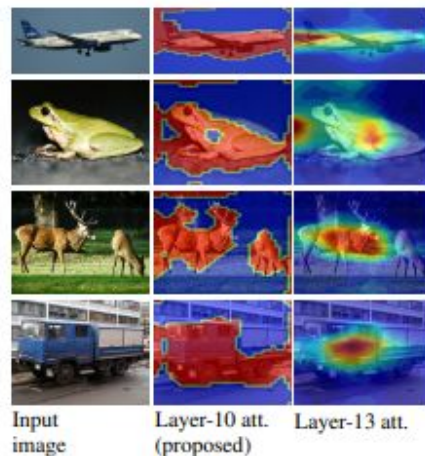 Input
image
Layer-10 att.
(proposed)
Layer-13 att.